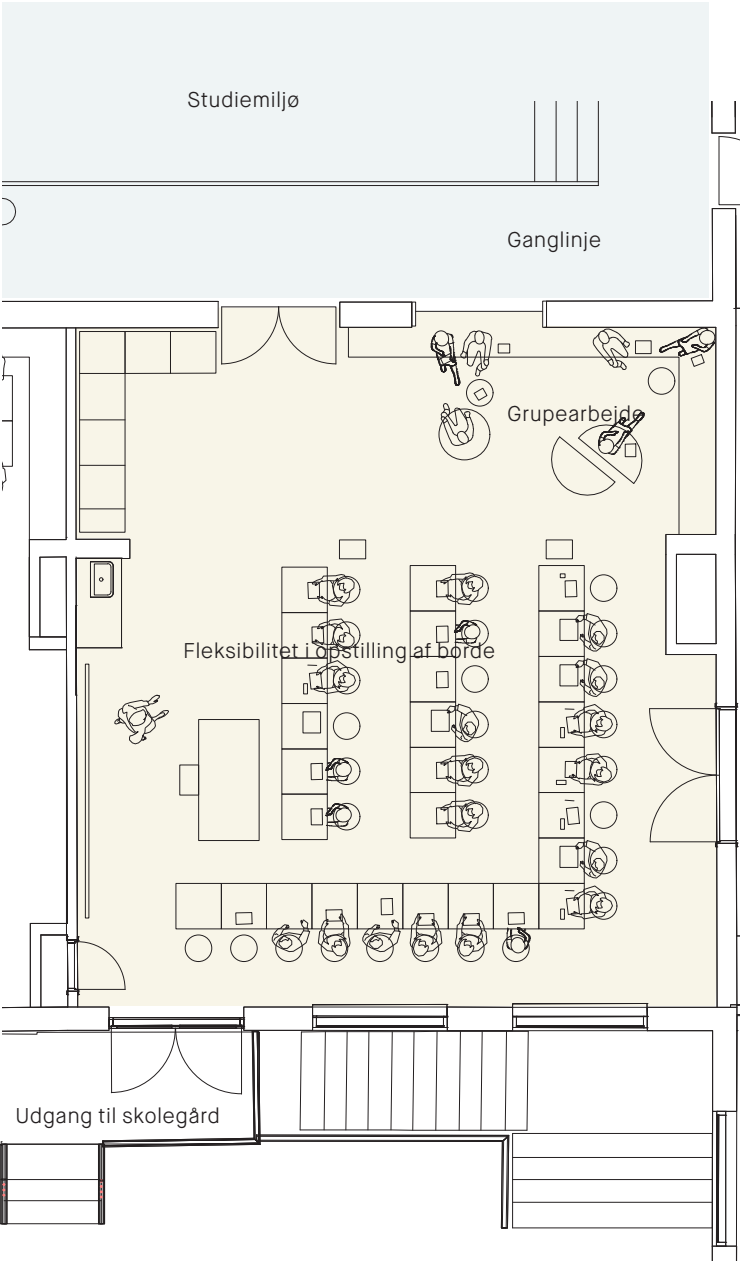 Studiemiljø
Ganglinje
Grupearbejde
Fleksibilitet i opstilling af borde
Udgang til skolegård